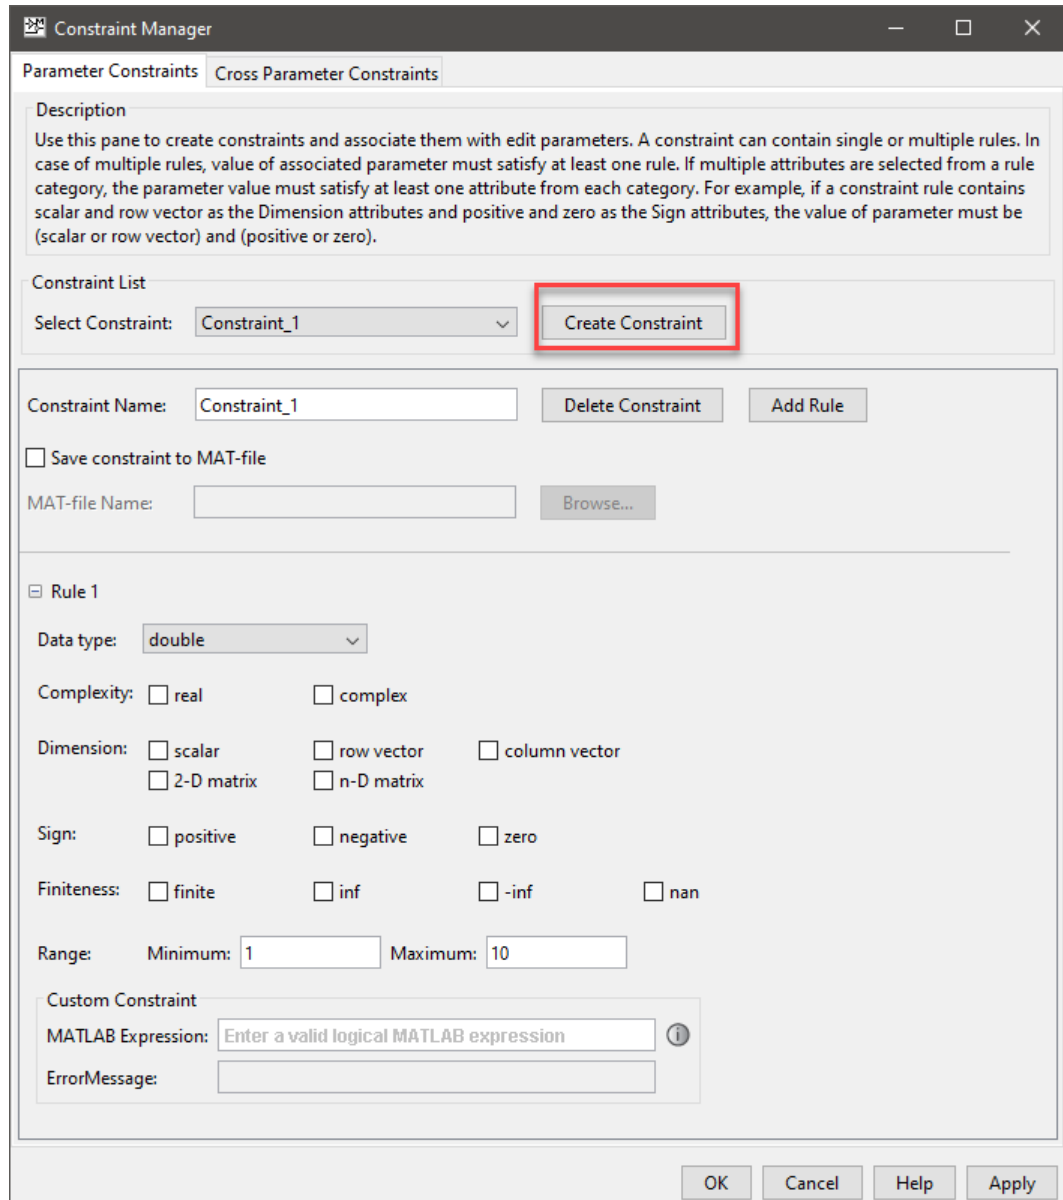 Constraint Manager
Parameter Constraints Cross Parameter Constraints
Description
Use this pane to create constraints and associate them with edit parameters. A constraint can contain single or multiple rules. In
case of multiple rules, value of associated parameter must satisfy at least one rule. If multiple attributes are selected from a rule
category, the parameter value must satisfy at least one attribute from each category. For example, if a constraint rule contains
scalar and row vector as the Dimension attributes and positive and zero as the Sign attributes, the value of parameter must be
(scalar or row vector) and (positive or zero).
Constraint List
Select Constraint: Constraint_1 Create Constraint
Constraint Name: Constraint_1 Delete Constraint Add Rule
Save constraint to MAT-file
MAT-file Name: Browse...
Rule 1
Data type: double
Complexity: real complex
Dimension: scalar row vector column vector
2-D matrix n-D matrix
Sign: positive negative zero
Finiteness: finite inf -inf nan
Range: Minimum: 1 Maximum: 10
Custom Constraint
MATLAB Expression: Enter a valid logical MATLAB expression
ErrorMessage:
OK Cancel Help Apply